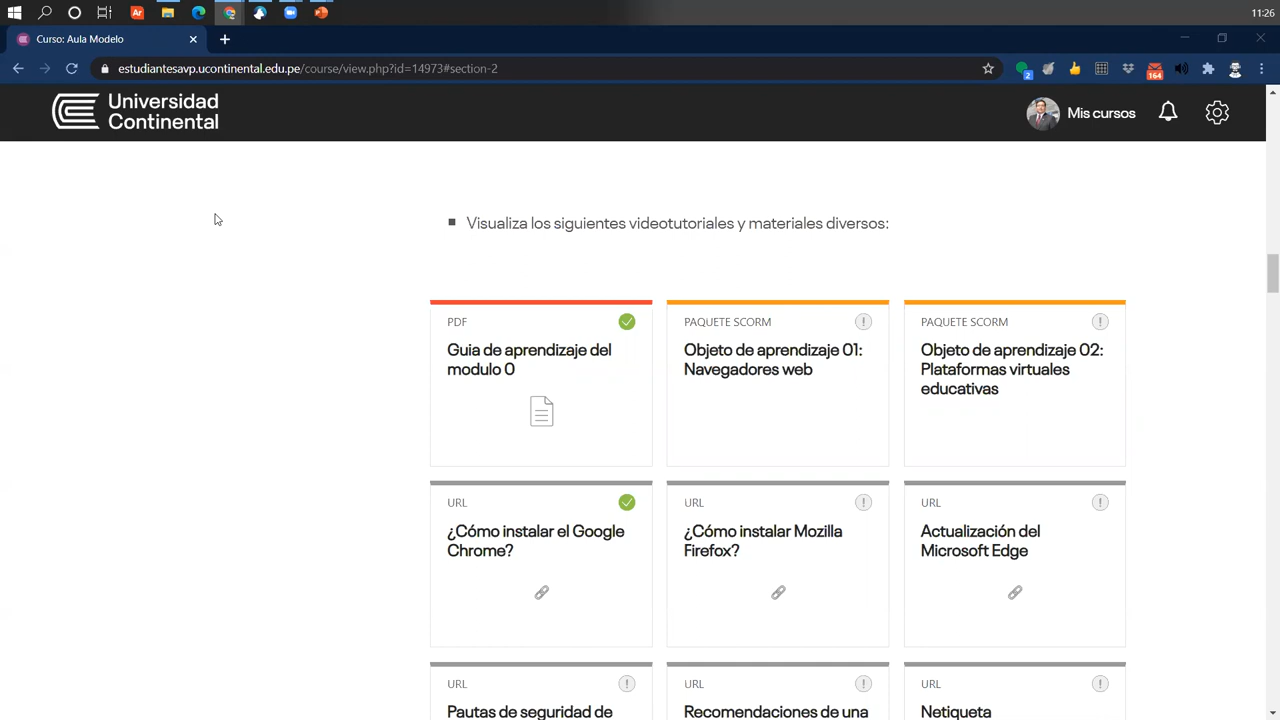 11:26
Curso: Aula Modelo
estudiantesavp.ucontinental.edu.pe/course/view.php?id=14973#section-2
2
164
Universidad
Continental
Mis cursos
Visualiza los siguientes videotutoriales y materiales diversos:
PDF
Guia de aprendizaje del
modulo 0
PAQUETE SCORM
Objeto de aprendizaje 01:
Navegadores web
PAQUETE SCORM
Objeto de aprendizaje 02:
Plataformas virtuales
educativas
URL
¿Cómo instalar el Google
Chrome?
URL
¿Cómo instalar Mozilla
Firefox?
URL
Actualización del
Microsoft Edge
URL
Pautas de seguridad de
URL
Recomendaciones de una
URL
Netiqueta